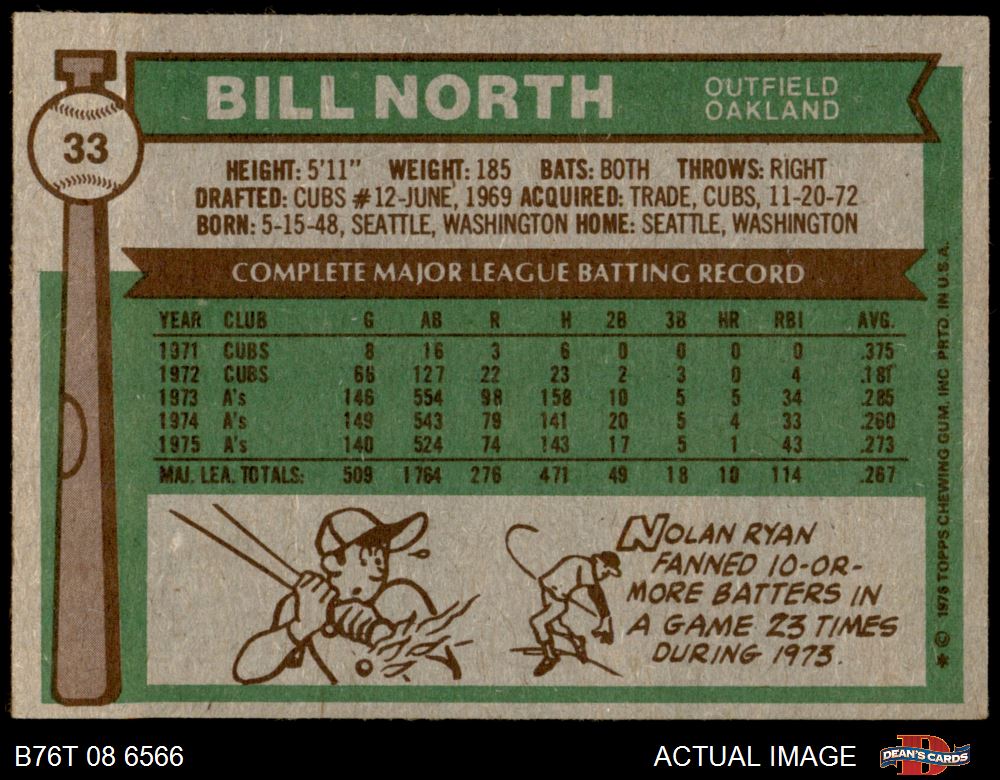 BILL NORTH
OUTFIELD
OAKLAND
33
HEIGHT: 5'11" WEIGHT: 185 BATS: BOTH THROWS: RIGHT
DRAFTED: CUBS #12-JUNE, 1969 ACQUIRED: TRADE, CUBS, 11-20-72
BORN: 5-15-48, SEATTLE, WASHINGTON HOME: SEATTLE, WASHINGTON
COMPLETE MAJOR LEAGUE BATTING RECORD
YEAR CLUB G AB R H 2B 3B HR RBI AVG.
1971 CUBS 8 16 3 6 0 0 0 0 .375
1972 CUBS 66 127 22 23 2 3 0 4 .181
1973 A's 146 554 98 158 10 5 5 34 .285
1974 A's 149 543 79 141 20 5 4 33 .260
1975 A's 140 524 74 143 17 5 1 43 .273
MAJ. LEA. TOTALS: 509 1764 276 471 49 18 10 114 .267
NOLAN RYAN
FANNED 10-OR-
MORE BATTERS IN
A GAME 23 TIMES
DURING 1973.
* © 1976 TOPPS CHEWING GUM, INC PRTD. IN U.S.A.
B76T 08 6566
ACTUAL IMAGE
D
DEAN'S CARDS